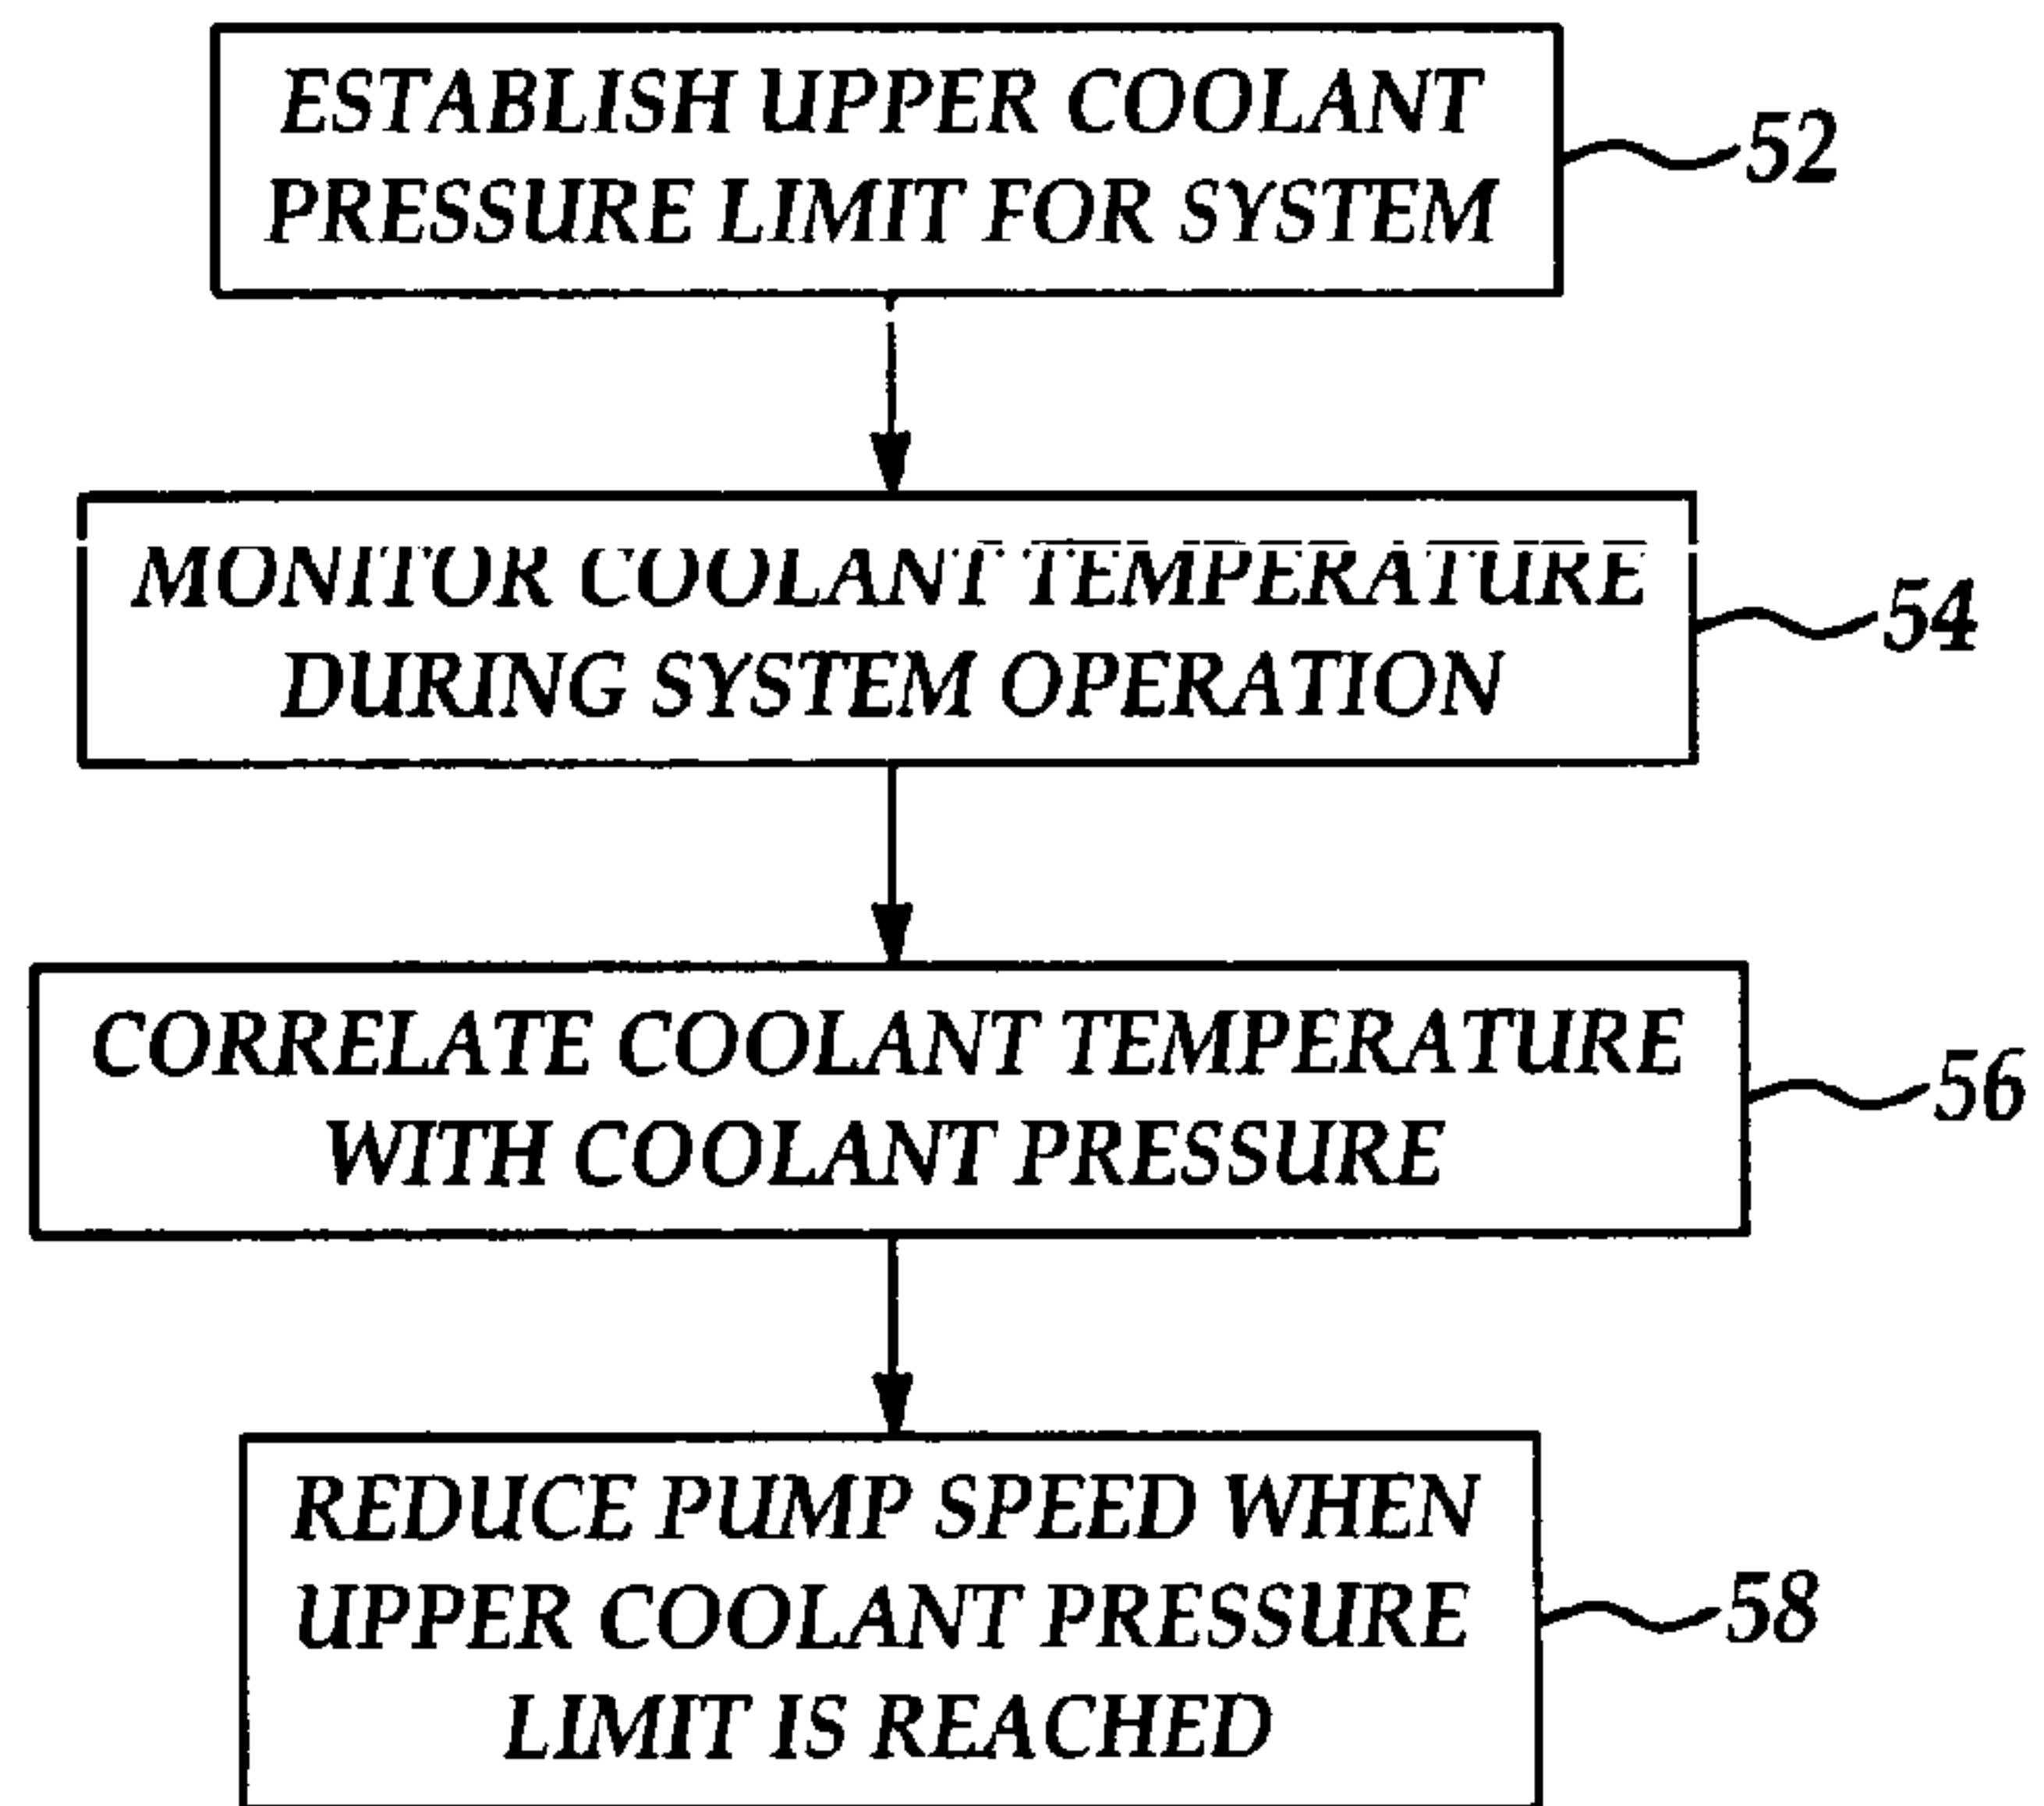 ESTABLISH UPPER COOLANT
PRESSURE LIMIT FOR SYSTEM
52
MONITOR COOLANT TEMPERATURE
DURING SYSTEM OPERATION
54
CORRELATE COOLANT TEMPERATURE
WITH COOLANT PRESSURE
56
REDUCE PUMP SPEED WHEN
UPPER COOLANT PRESSURE
LIMIT IS REACHED
58